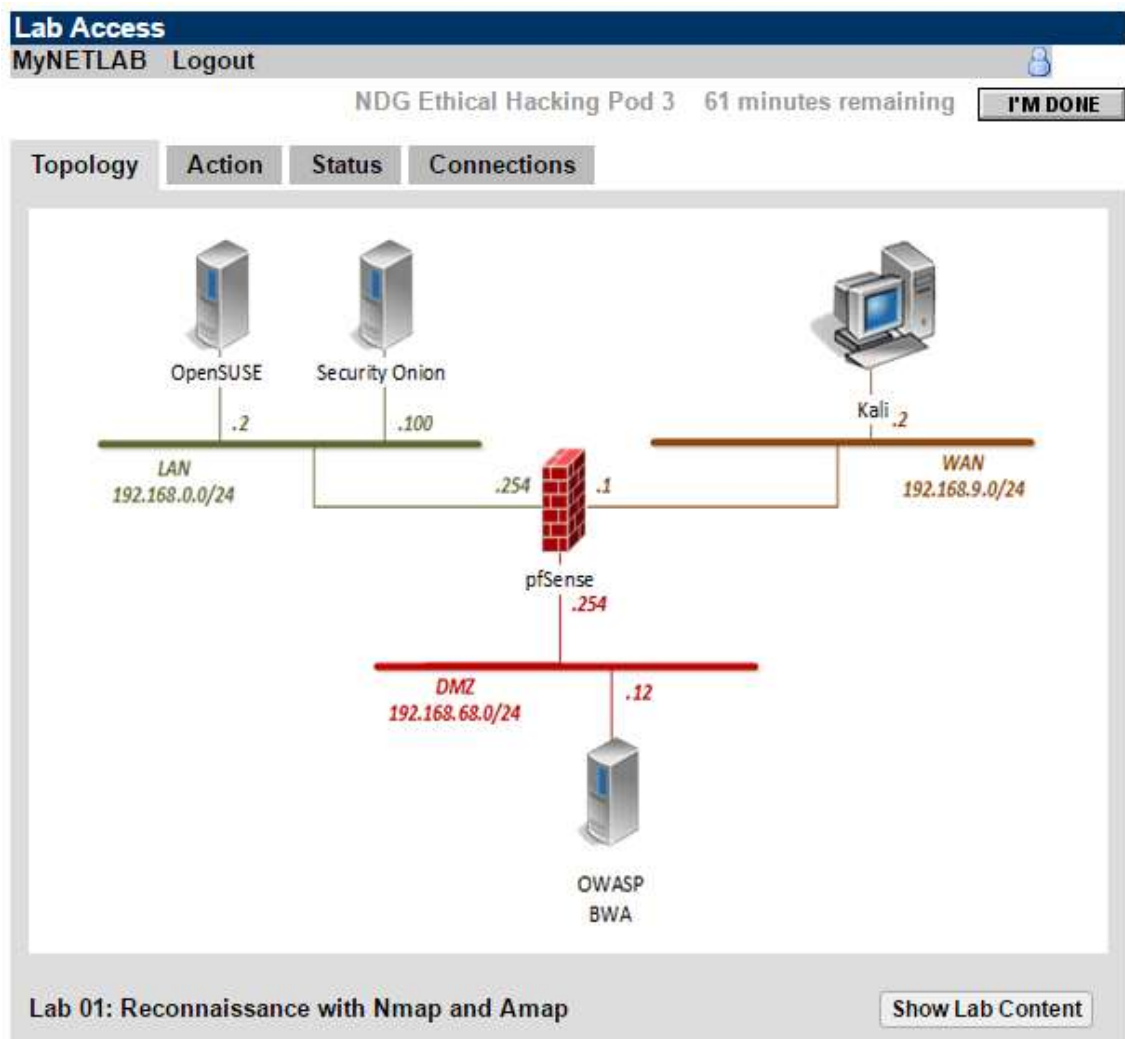 Lab Access
MyNETLAB Logout
NDG Ethical Hacking Pod 3 61 minutes remaining I'M DONE
Topology Action Status Connections
OpenSUSE Security Onion
Kali
.2 .100 .2
LAN
192.168.0.0/24
WAN
192.168.9.0/24
.254 .1
pfSense
.254
DMZ
192.168.68.0/24
.12
OWASP
BWA
Lab 01: Reconnaissance with Nmap and Amap Show Lab Content